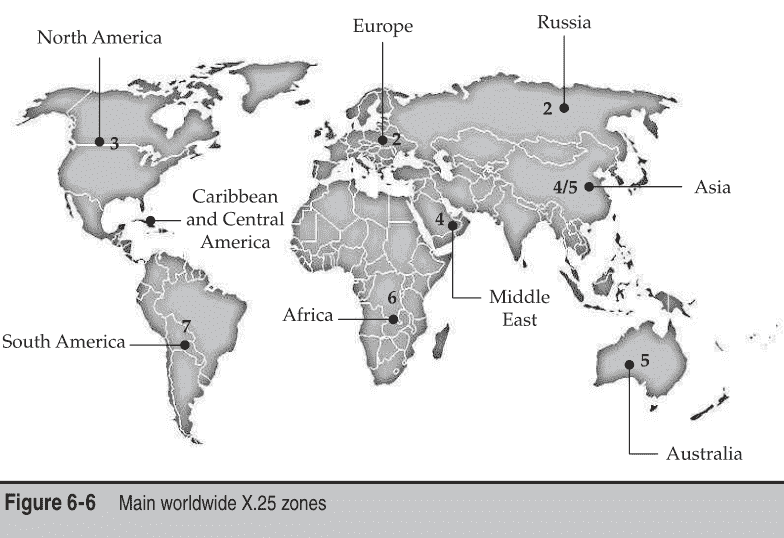 Russia
Europe
North America
2
2
3
Caribbean
and Central
America
4/5
Asia
4
6
Middle
East
Africa
7
South America
5
Australia
Figure 6-6 Main worldwide X.25 zones